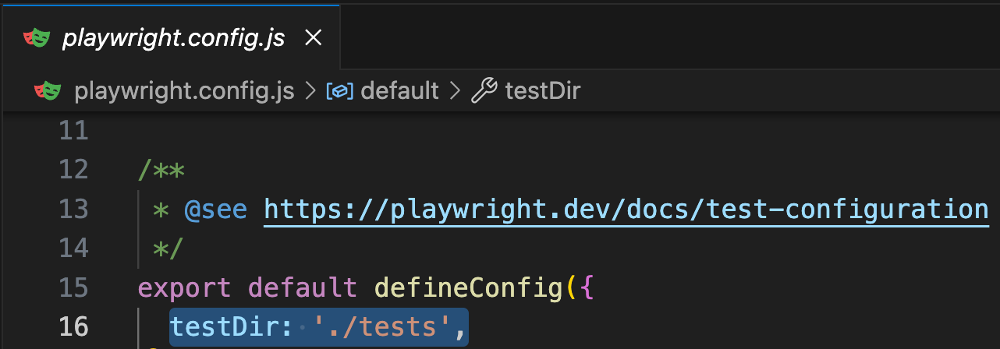 playwright.config.js
playwright.config.js > default > testDir
11
12 /**
13 * @see https://playwright.dev/docs/test-configuration
14 */
15 export default defineConfig({
16 testDir: './tests',